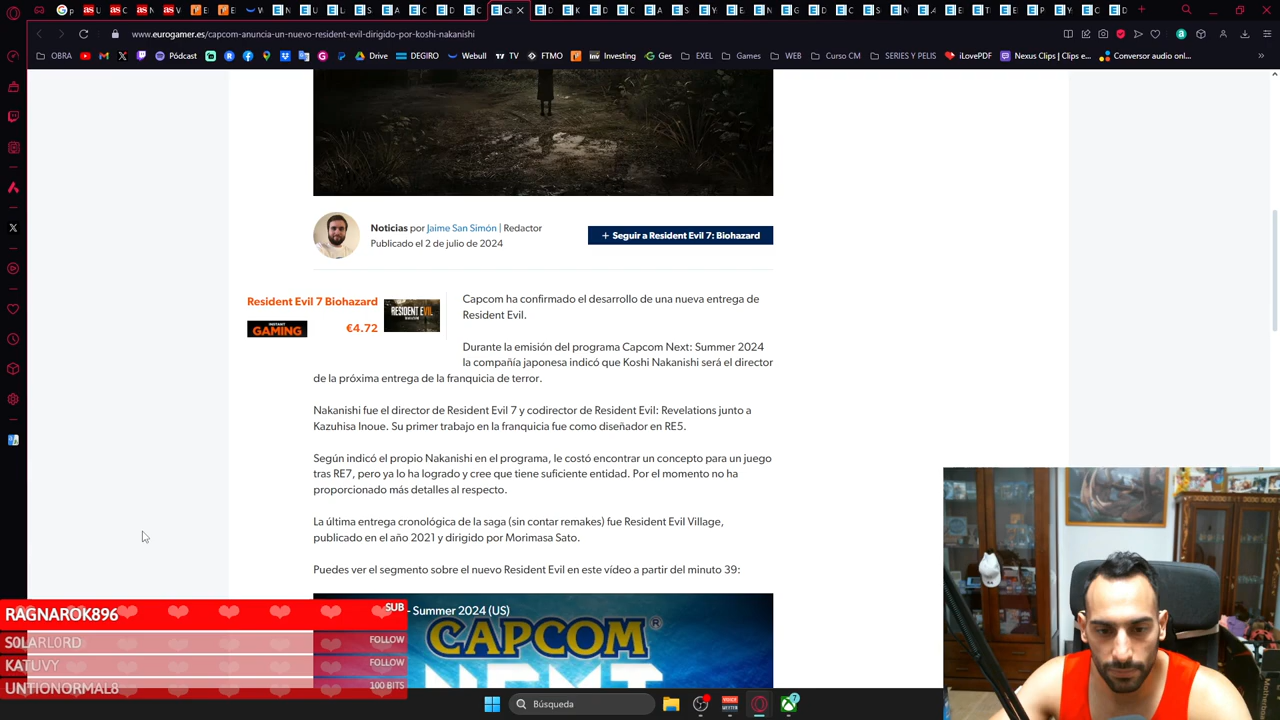 www.eurogamer.es/capcom-anuncia-un-nuevo-resident-evil-dirigido-por-koshi-nakanishi
OBRA
Pódcast
Drive
DEGIRO
Webull
TV
FTMO
Investing
Ges
EXEL
Games
WEB
Curso CM
SERIES Y PELIS
iLovePDF
Nexus Clips | Clips e...
Conversor audio onl...
Noticias por Jaime San Simón | Redactor
Publicado el 2 de julio de 2024
+ Seguir a Resident Evil 7: Biohazard
Resident Evil 7 Biohazard
RESIDENT EVIL
INSTANT
GAMING
€4.72
Capcom ha confirmado el desarrollo de una nueva entrega de
Resident Evil.
Durante la emisión del programa Capcom Next: Summer 2024
la compañía japonesa indicó que Koshi Nakanishi será el director
de la próxima entrega de la franquicia de terror.
Nakanishi fue el director de Resident Evil 7 y codirector de Resident Evil: Revelations junto a
Kazuhisa Inoue. Su primer trabajo en la franquicia fue como diseñador en RE5.
Según indicó el propio Nakanishi en el programa, le costó encontrar un concepto para un juego
tras RE7, pero ya lo ha logrado y cree que tiene suficiente entidad. Por el momento no ha
proporcionado más detalles al respecto.
La última entrega cronológica de la saga (sin contar remakes) fue Resident Evil Village,
publicado en el año 2021 y dirigido por Morimasa Sato.
Puedes ver el segmento sobre el nuevo Resident Evil en este vídeo a partir del minuto 39:
- Summer 2024 (US)
CAPCOM
NEXT
RAGNAROK896
SUB
S0LARL0RD
FOLLOW
KATUVY
FOLLOW
UNTIONORMAL8
100 BITS
Búsqueda